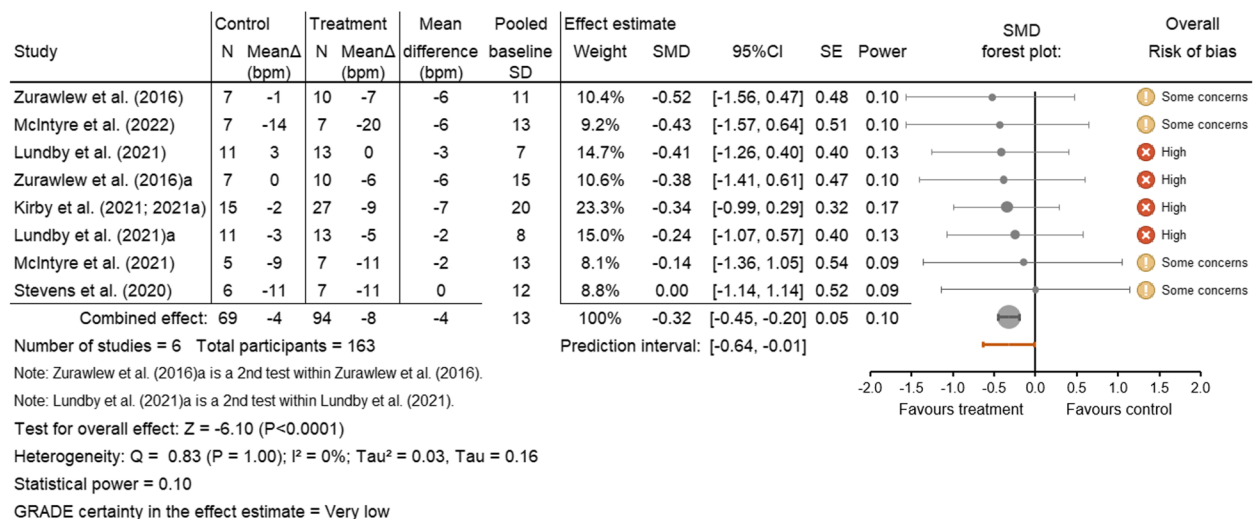 Control Treatment Mean Pooled Effect estimate Overall
Study N MeanΔ N MeanΔ difference baseline Weight SMD 95%CI SE Power SMD forest plot: Risk of bias
(bpm) (bpm) (bpm) SD
Zurawlew et al. (2016) 7 -1 10 -7 -6 11 10.4% -0.52 [-1.56, 0.47] 0.48 0.10 Some concerns
McIntyre et al. (2022) 7 -14 7 -20 -6 13 9.2% -0.43 [-1.57, 0.64] 0.51 0.10 Some concerns
Lundby et al. (2021) 11 3 13 0 -3 7 14.7% -0.41 [-1.26, 0.40] 0.40 0.13 High
Zurawlew et al. (2016)a 7 0 10 -6 -6 15 10.6% -0.38 [-1.41, 0.61] 0.47 0.10 High
Kirby et al. (2021; 2021a) 15 -2 27 -9 -7 20 23.3% -0.34 [-0.99, 0.29] 0.32 0.17 High
Lundby et al. (2021)a 11 -3 13 -5 -2 8 15.0% -0.24 [-1.07, 0.57] 0.40 0.13 High
McIntyre et al. (2021) 5 -9 7 -11 -2 13 8.1% -0.14 [-1.36, 1.05] 0.54 0.09 Some concerns
Stevens et al. (2020) 6 -11 7 -11 0 12 8.8% 0.00 [-1.14, 1.14] 0.52 0.09 Some concerns
Combined effect: 69 -4 94 -8 -4 13 100% -0.32 [-0.45, -0.20] 0.05 0.10
Number of studies = 6 Total participants = 163 Prediction interval: [-0.64, -0.01]
Note: Zurawlew et al. (2016)a is a 2nd test within Zurawlew et al. (2016).
-2.0 -1.5 -1.0 -0.5 0.0 0.5 1.0 1.5 2.0
Note: Lundby et al. (2021)a is a 2nd test within Lundby et al. (2021).
Favours treatment Favours control
Test for overall effect: Z = -6.10 (P<0.0001)
Heterogeneity: Q = 0.83 (P = 1.00); I² = 0%; Tau² = 0.03, Tau = 0.16
Statistical power = 0.10
GRADE certainty in the effect estimate = Very low